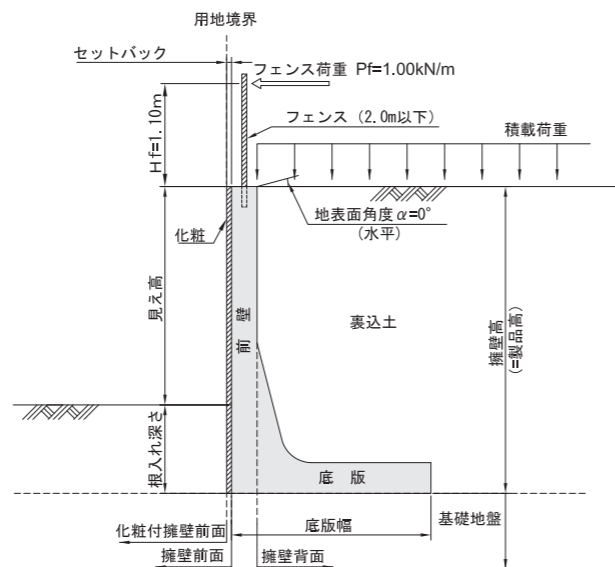 用地境界
セットバック
フェンス荷重 Pf=1.00kN/m
Hf=1.10m
フェンス（2.0m以下）
積載荷重
地表面角度α=0°
(水平)
化粧
見え高
前壁
裏込土
擁壁高
(=製品高)
根入れ深さ
底版
化粧付擁壁前面
底版幅
基礎地盤
擁壁前面
擁壁背面